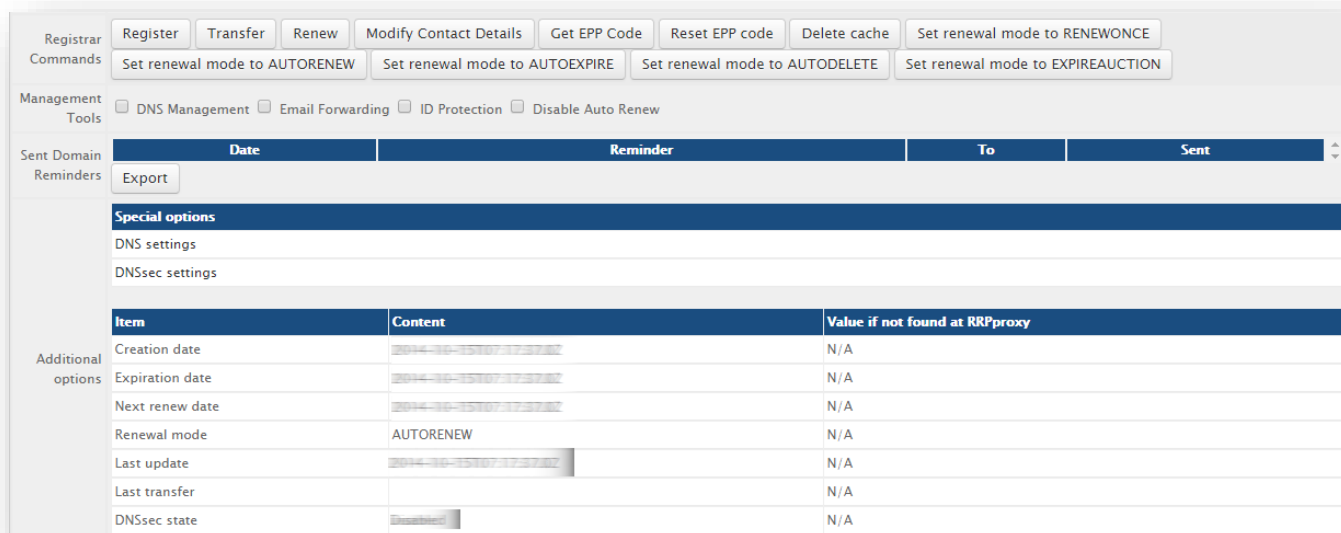 Registrar Commands
Register Transfer Renew Modify Contact Details Get EPP Code Reset EPP code Delete cache Set renewal mode to RENEWONCE
Set renewal mode to AUTORENEW Set renewal mode to AUTOEXPIRE Set renewal mode to AUTODELETE Set renewal mode to EXPIREAUCTION
Management Tools
DNS Management Email Forwarding ID Protection Disable Auto Renew
Sent Domain Reminders
Date Reminder To Sent
Export
Additional options
Special options
DNS settings
DNSsec settings
Item Content Value if not found at RRPproxy
Creation date N/A
Expiration date N/A
Next renew date N/A
Renewal mode AUTORENEW N/A
Last update N/A
Last transfer N/A
DNSsec state Disabled N/A